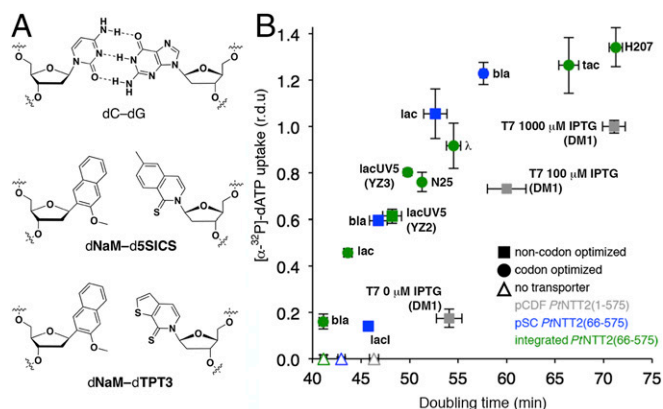 A
H
N–H
O
N
N
N
H–N
N
O
N
O
H–N
H
O
O
O
O
dC–dG
O
O
O
S
N
O
O
O
dNaM–d5SICS
O
O
O
S
N
S
O
O
O
dNaM–dTPT3
B
[α-³²P]-dATP uptake (r.d.u)
1.4
1.2
1.0
0.8
0.6
0.4
0.2
0.0
40 45 50 55 60 65 70 75
Doubling time (min)
H207
tac
bla
lac
λ
T7 1000 µM IPTG
(DM1)
lacUV5
(YZ3)
N25
T7 100 µM IPTG
(DM1)
bla
lacUV5
(YZ2)
lac
T7 0 µM IPTG
(DM1)
bla
lacI
non-codon optimized
codon optimized
no transporter
pCDF PtNTT2(1-575)
pSC PtNTT2(66-575)
integrated PtNTT2(66-575)